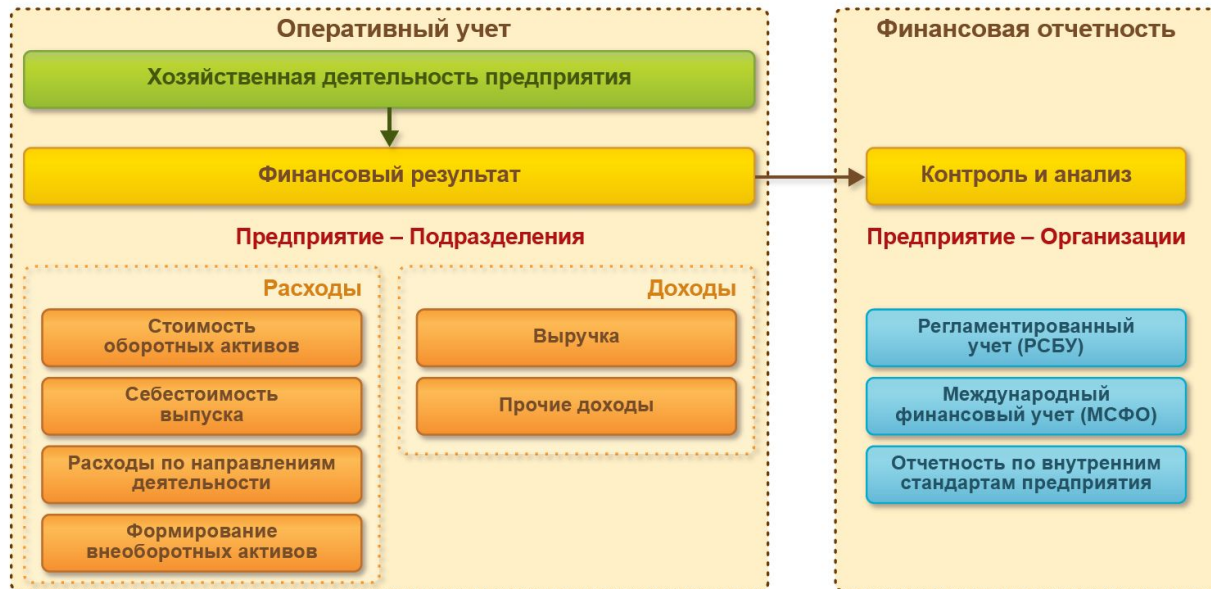 Оперативный учет
Хозяйственная деятельность предприятия
Финансовый результат
Предприятие – Подразделения
Расходы
Стоимость
оборотных активов
Себестоимость
выпуска
Расходы по направлениям
деятельности
Формирование
внеоборотных активов
Доходы
Выручка
Прочие доходы
Финансовая отчетность
Контроль и анализ
Предприятие – Организации
Регламентированный
учет (РСБУ)
Международный
финансовый учет (МСФО)
Отчетность по внутренним
стандартам предприятия